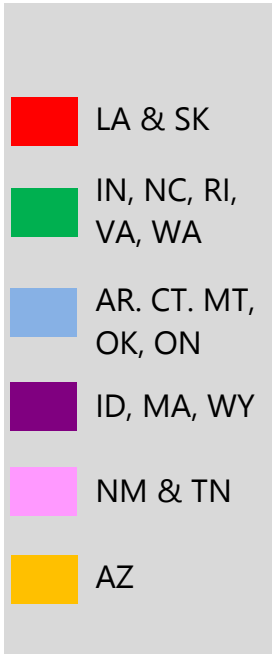 LA & SK
IN, NC, RI,
VA, WA
AR. CT. MT,
OK, ON
ID, MA, WY
NM & TN
AZ